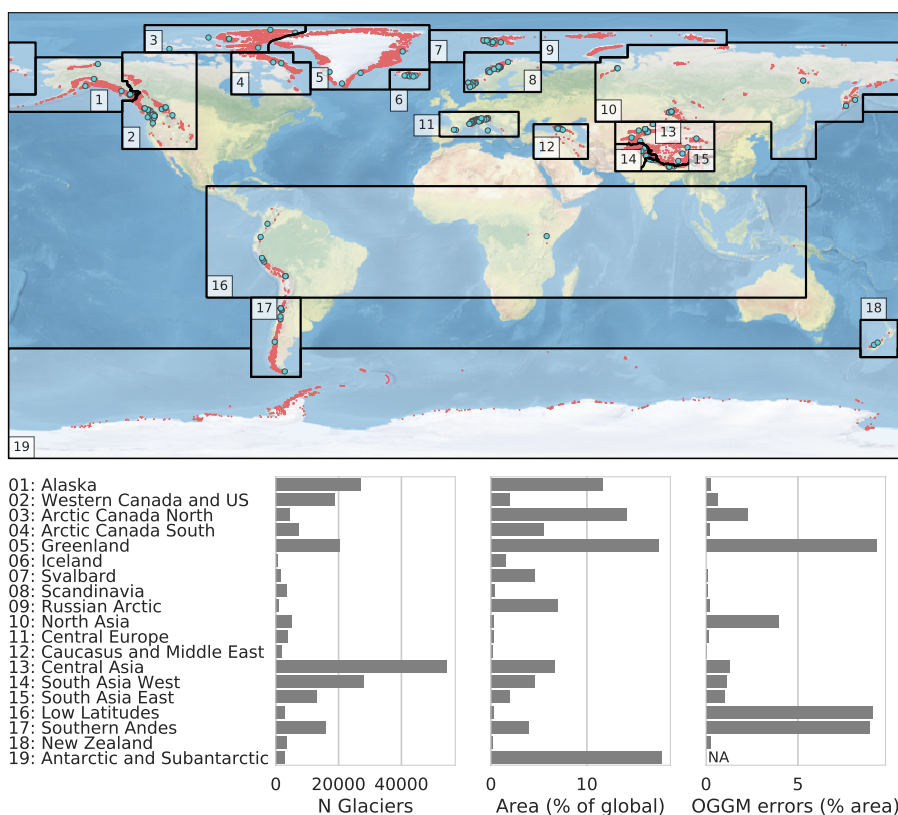 3
7
9
4
5
8
6
1
10
2
11
13
12
14
15
16
17
18
19
01: Alaska
02: Western Canada and US
03: Arctic Canada North
04: Arctic Canada South
05: Greenland
06: Iceland
07: Svalbard
08: Scandinavia
09: Russian Arctic
10: North Asia
11: Central Europe
12: Caucasus and Middle East
13: Central Asia
14: South Asia West
15: South Asia East
16: Low Latitudes
17: Southern Andes
18: New Zealand
19: Antarctic and Subantarctic
NA
0 20000 40000
0 10
0 5
N Glaciers
Area (% of global)
OGGM errors (% area)